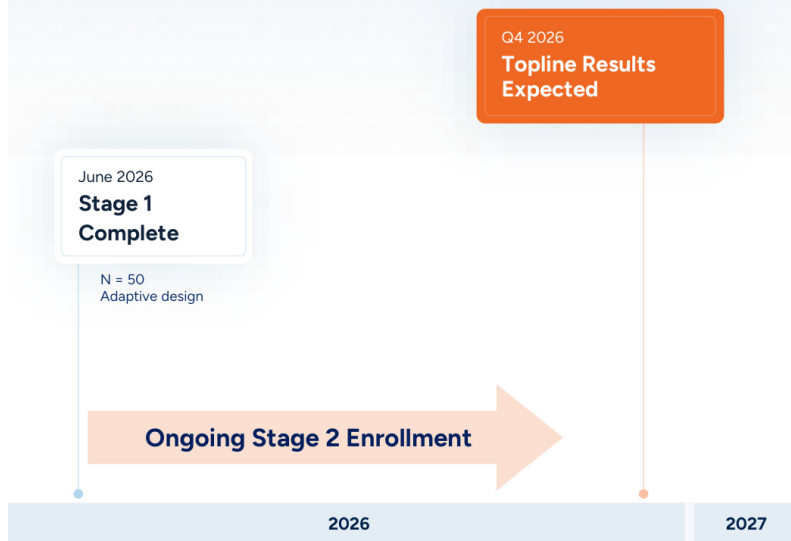 Q4 2026
Topline Results
Expected
June 2026
Stage 1
Complete
N = 50
Adaptive design
Ongoing Stage 2 Enrollment
2026
2027